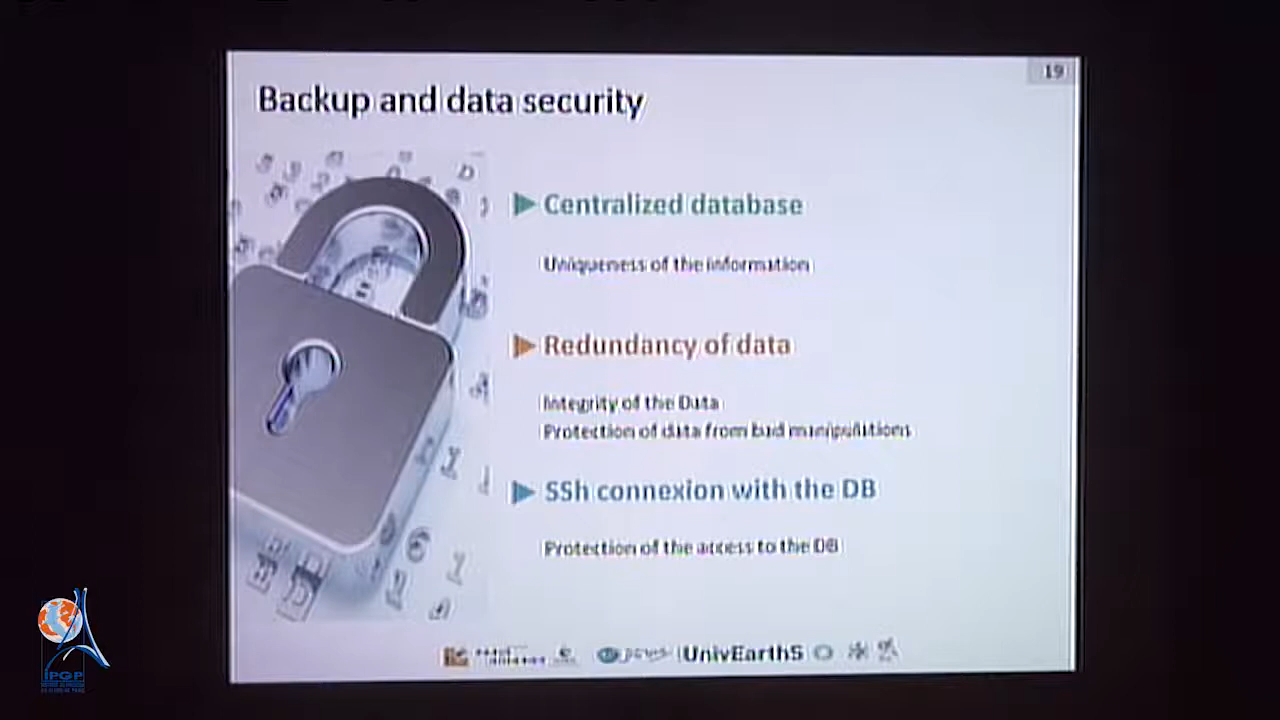 19
Backup and data security
Centralized database
Uniqueness of the information
Redundancy of data
Integrity of the Data
Protection of data from bad manipulations
SSh connexion with the DB
Protection of the access to the DB
UnivEarthS
IPGP